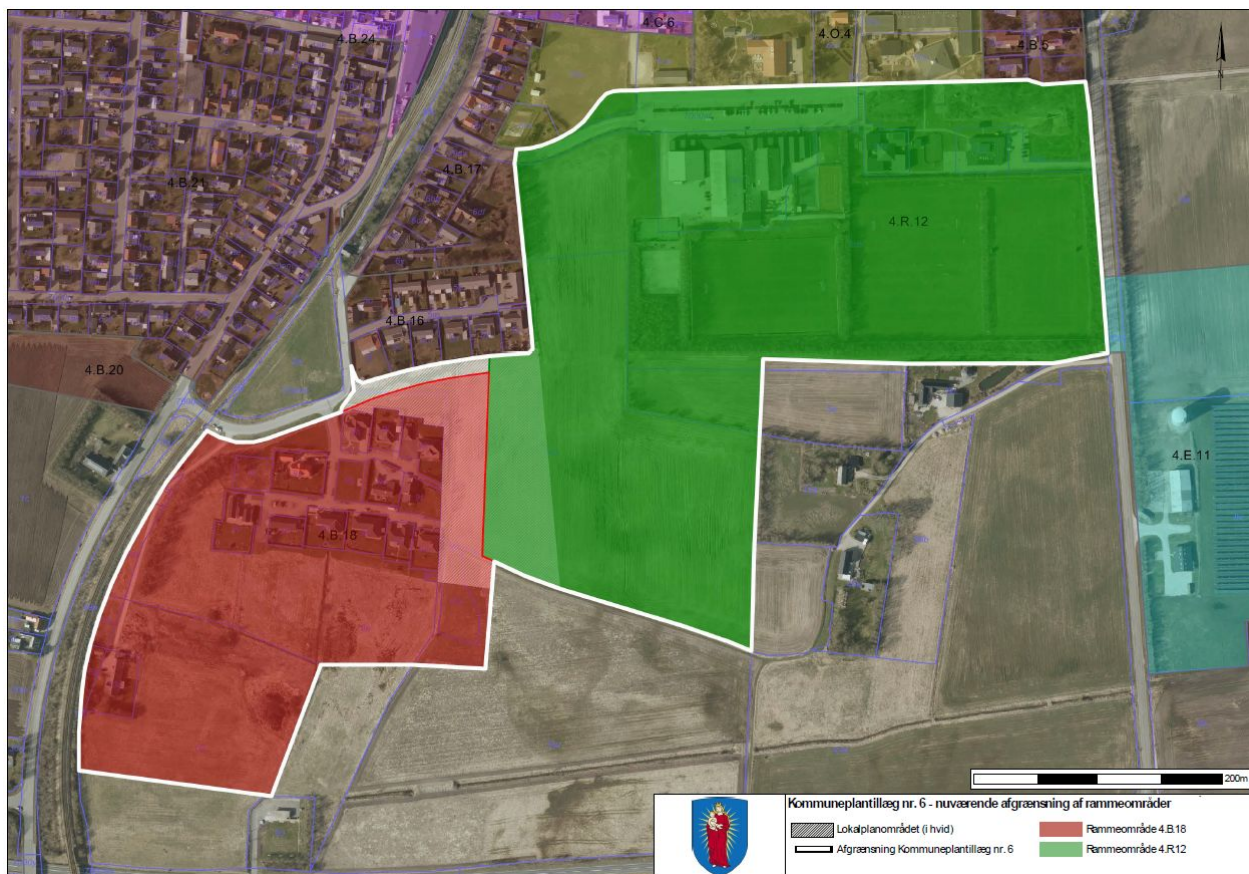 4.B.24
4.C.6
4.O.4
4.B.5
N
4.B.17
4.B.21
4.R.12
4.B.16
4.B.20
4.E.11
4.B.18
200m
Kommuneplantillæg nr. 6 - nuværende afgrænsning af rammeområder
Lokalplanområdet (i hvid)
Rammeområde 4.B.18
Afgrænsning Kommuneplantillæg nr. 6
Rammeområde 4.R.12